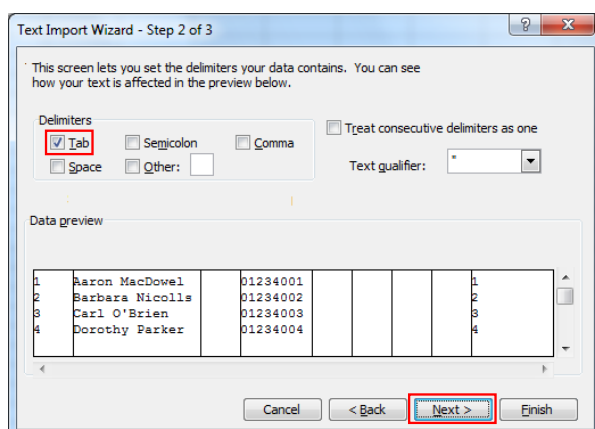 Text Import Wizard - Step 2 of 3
? X
This screen lets you set the delimiters your data contains. You can see
how your text is affected in the preview below.
Delimiters
Tab Semicolon Comma
Space Other:
Treat consecutive delimiters as one
Text qualifier: "
Data preview
1 Aaron MacDowel 01234001 1
2 Barbara Nicolls 01234002 2
3 Carl O'Brien 01234003 3
4 Dorothy Parker 01234004 4
Cancel < Back Next > Finish